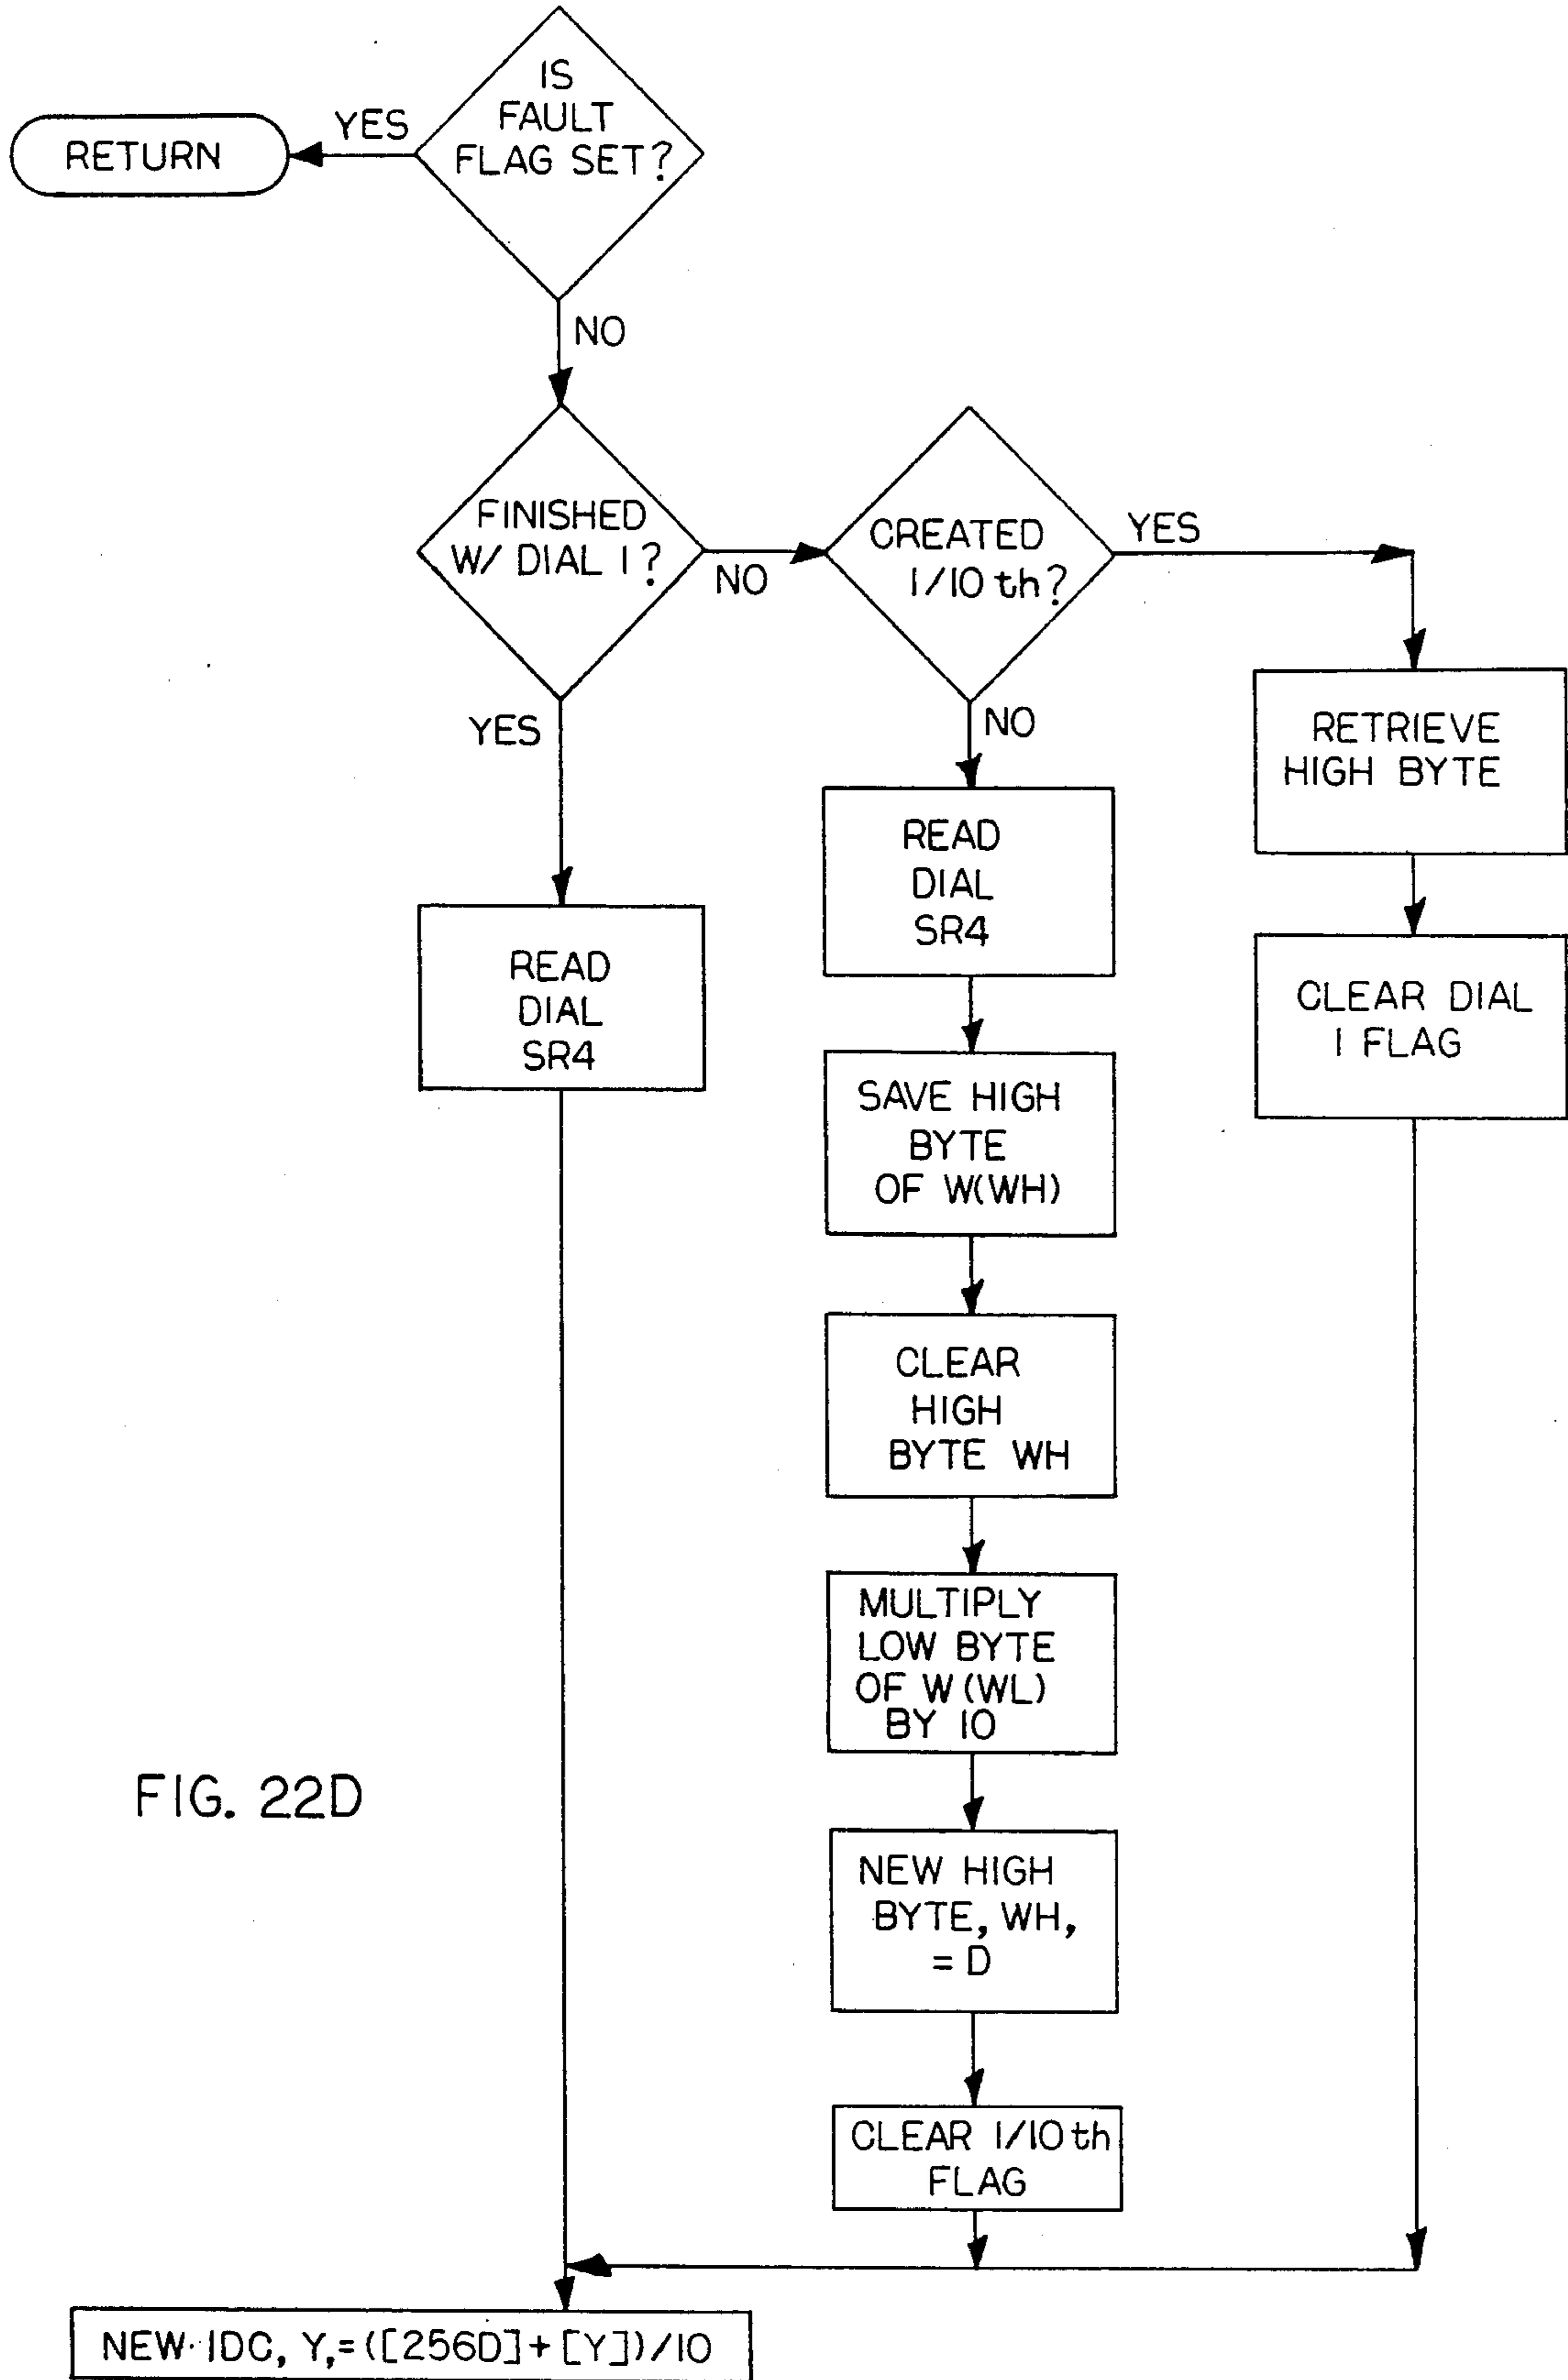 IS
FAULT
FLAG SET?
YES
RETURN
NO
FINISHED
W/ DIAL 1?
NO
CREATED
1/10 th?
YES
YES
NO
RETRIEVE
HIGH BYTE
READ
DIAL
SR4
READ
DIAL
SR4
CLEAR DIAL
1 FLAG
SAVE HIGH
BYTE
OF W(WH)
CLEAR
HIGH
BYTE WH
MULTIPLY
LOW BYTE
OF W(WL)
BY 10
NEW HIGH
BYTE, WH,
= D
CLEAR 1/10 th
FLAG
FIG. 22D
NEW IDC, Y,=([256D]+[Y])/10